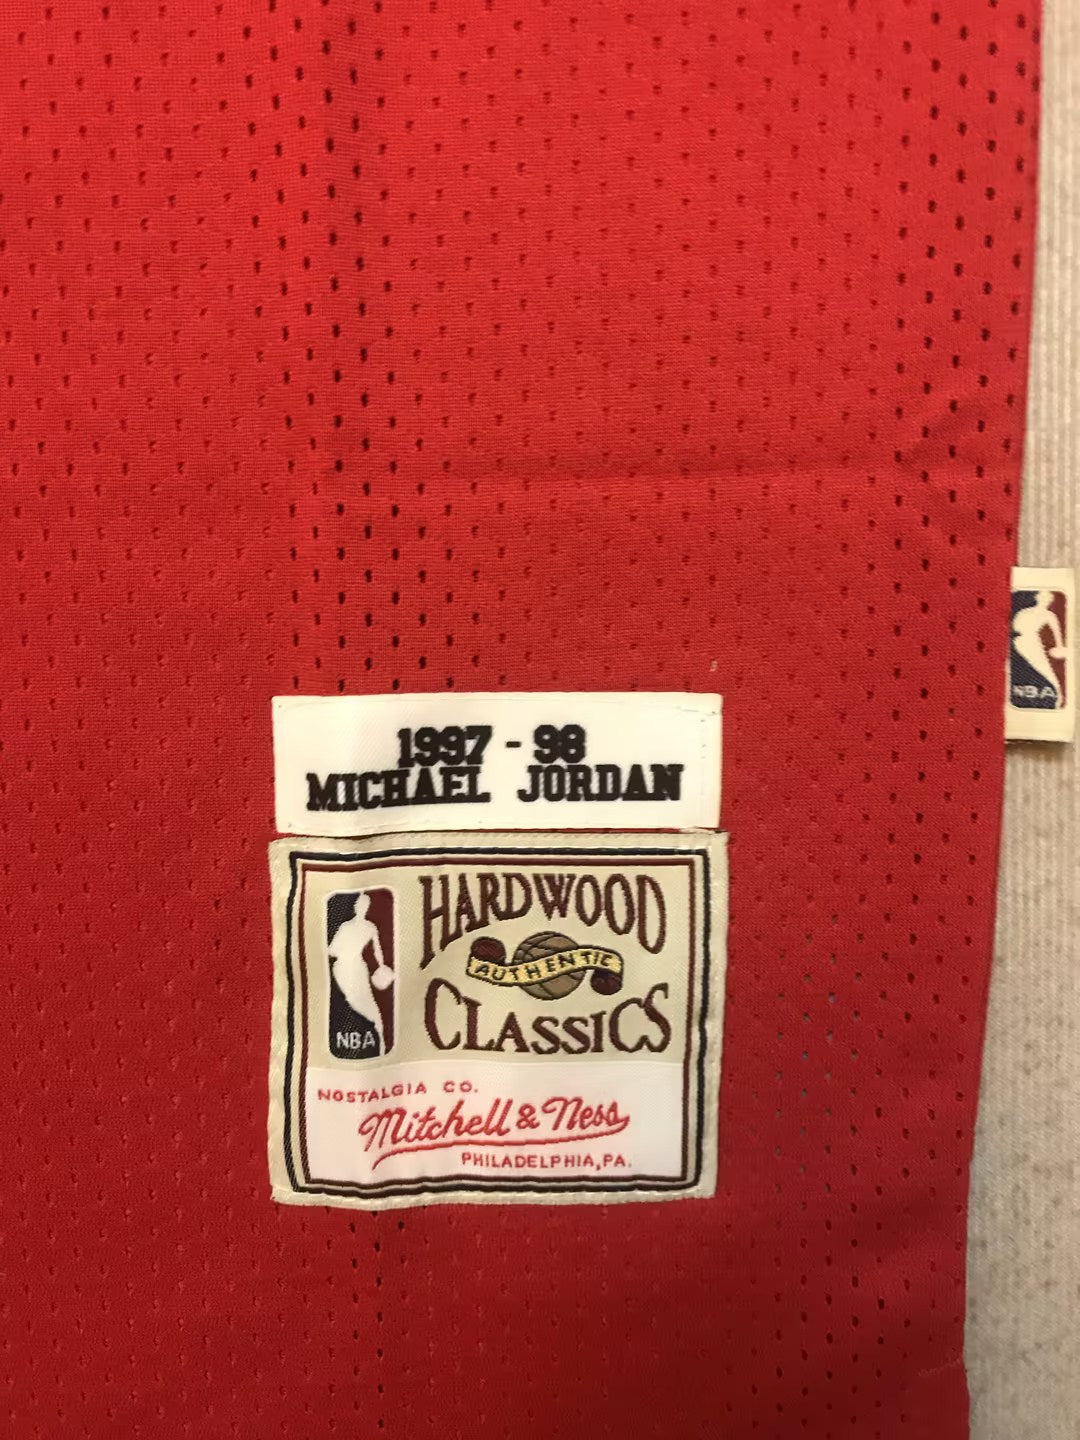 1997 - 98
MICHAEL JORDAN
HARDWOOD
AUTHENTIC
CLASSICS
NBA
NOSTALGIA CO.
Mitchell & Ness
PHILADELPHIA, PA.
NBA